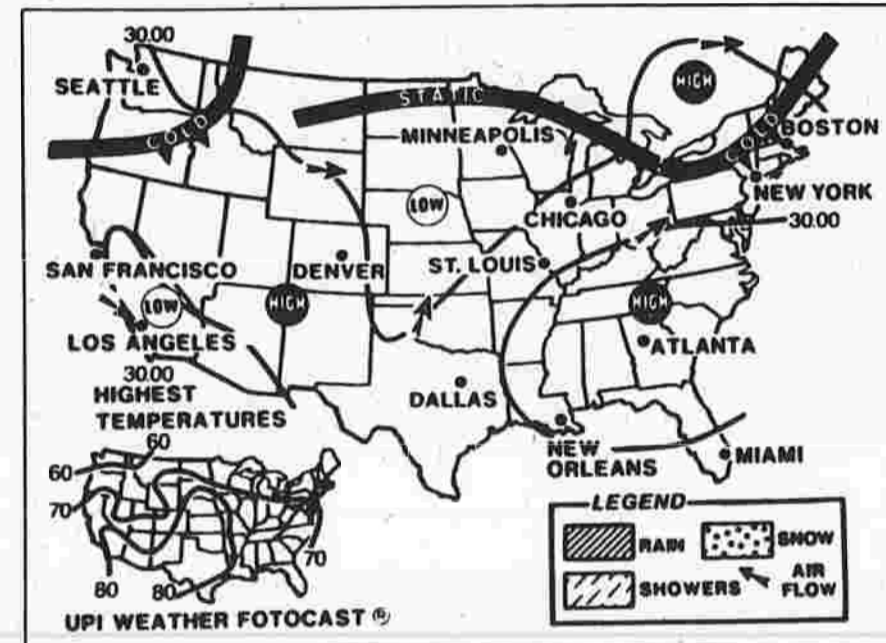 30.00
SEATTLE
COLD
STATIC
HIGH
COLD
MINNEAPOLIS
BOSTON
NEW YORK
LOW
CHICAGO
30.00
SAN FRANCISCO
DENVER
ST. LOUIS
LOW
HIGH
HIGH
LOS ANGELES
ATLANTA
30.00
DALLAS
HIGHEST
TEMPERATURES
NEW
ORLEANS
MIAMI
60
60
70
70
80
80
LEGEND
RAIN
SNOW
SHOWERS
AIR
FLOW
UPI WEATHER FOTOCAST ®